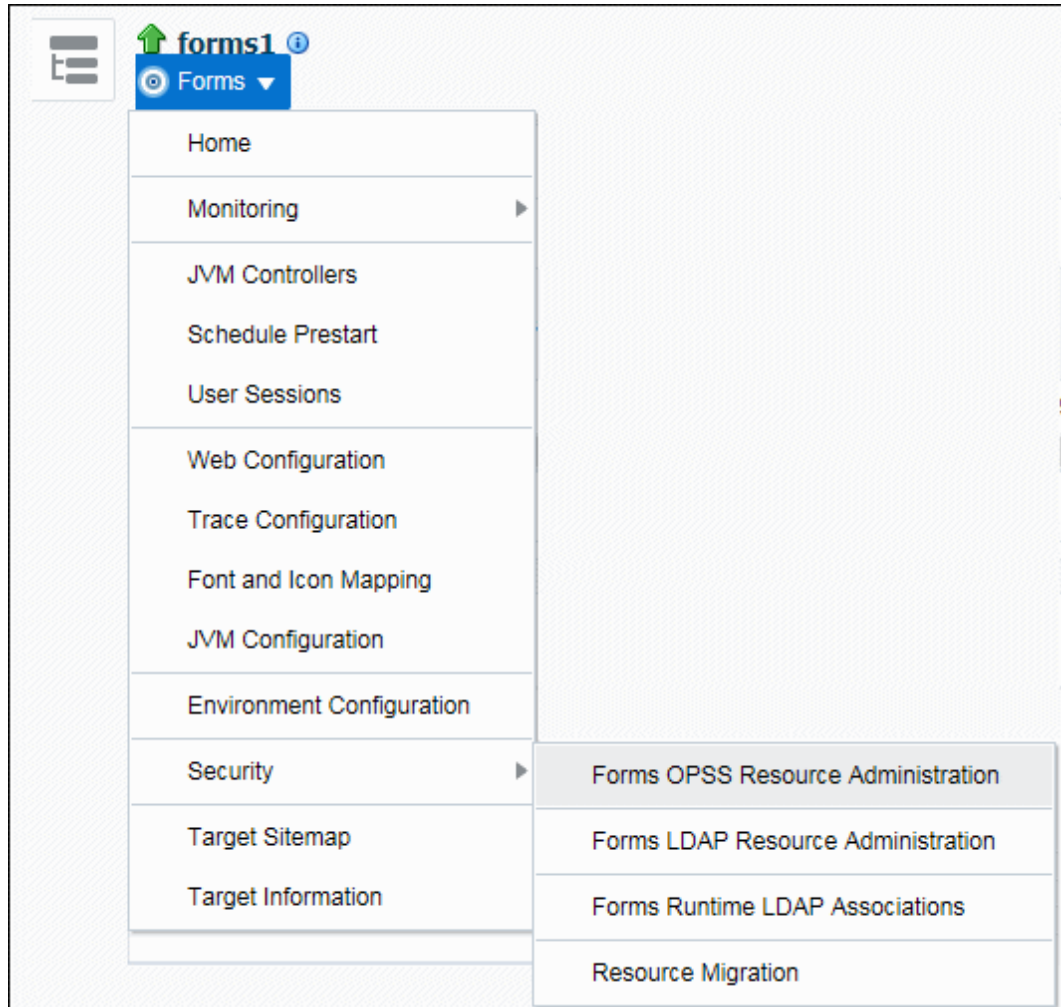 forms1
Forms
Home
Monitoring
JVM Controllers
Schedule Prestart
User Sessions
Web Configuration
Trace Configuration
Font and Icon Mapping
JVM Configuration
Environment Configuration
Security
Forms OPSS Resource Administration
Forms LDAP Resource Administration
Forms Runtime LDAP Associations
Resource Migration
Target Sitemap
Target Information